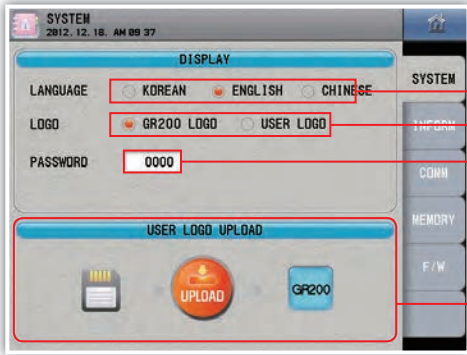 SYSTEM
2012. 12. 18. AM 09 37
DISPLAY
LANGUAGE KOREAN ENGLISH CHINESE
LOGO GR200 LOGO USER LOGO
PASSWORD 0000
USER LOGO UPLOAD
UPLOAD GR200
SYSTEM
INFORM
COMM
MEMORY
F/W